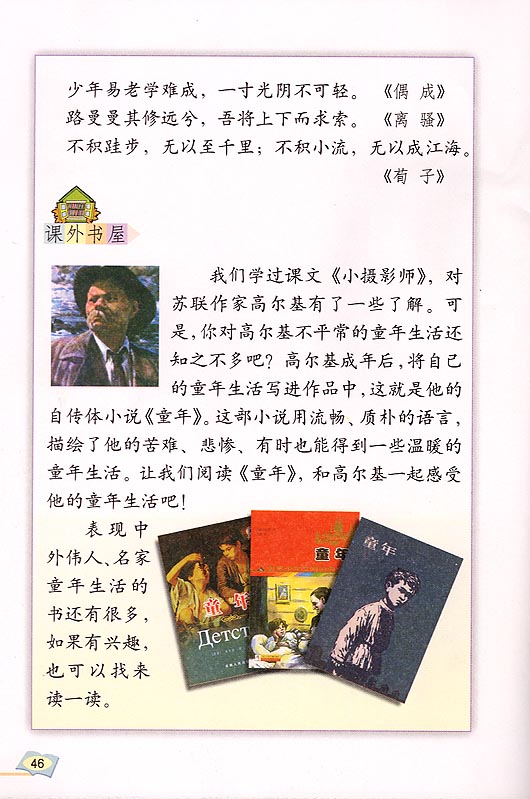 少年易老学难成，一寸光阴不可轻。 《偶 成》
路曼曼其修远兮，吾将上下而求索。 《离 骚》
不积跬步，无以至千里；不积小流，无以成江海。
《荀 子》
课外书屋
我们学过课文《小摄影师》，对
苏联作家高尔基有了一些了解。可
是，你对高尔基不平常的童年生活还
知之不多吧？高尔基成年后，将自己
的童年生活写进作品中，这就是他的
自传体小说《童年》。这部小说用流畅、质朴的语言，
描绘了他的苦难、悲惨、有时也能得到一些温暖的
童年生活。让我们阅读《童年》，和高尔基一起感受
他的童年生活吧！
表现中
外伟人、名家
童年生活的
书还有很多，
如果有兴趣，
也可以找来
读一读。
童年
Детст
童年
童年
46